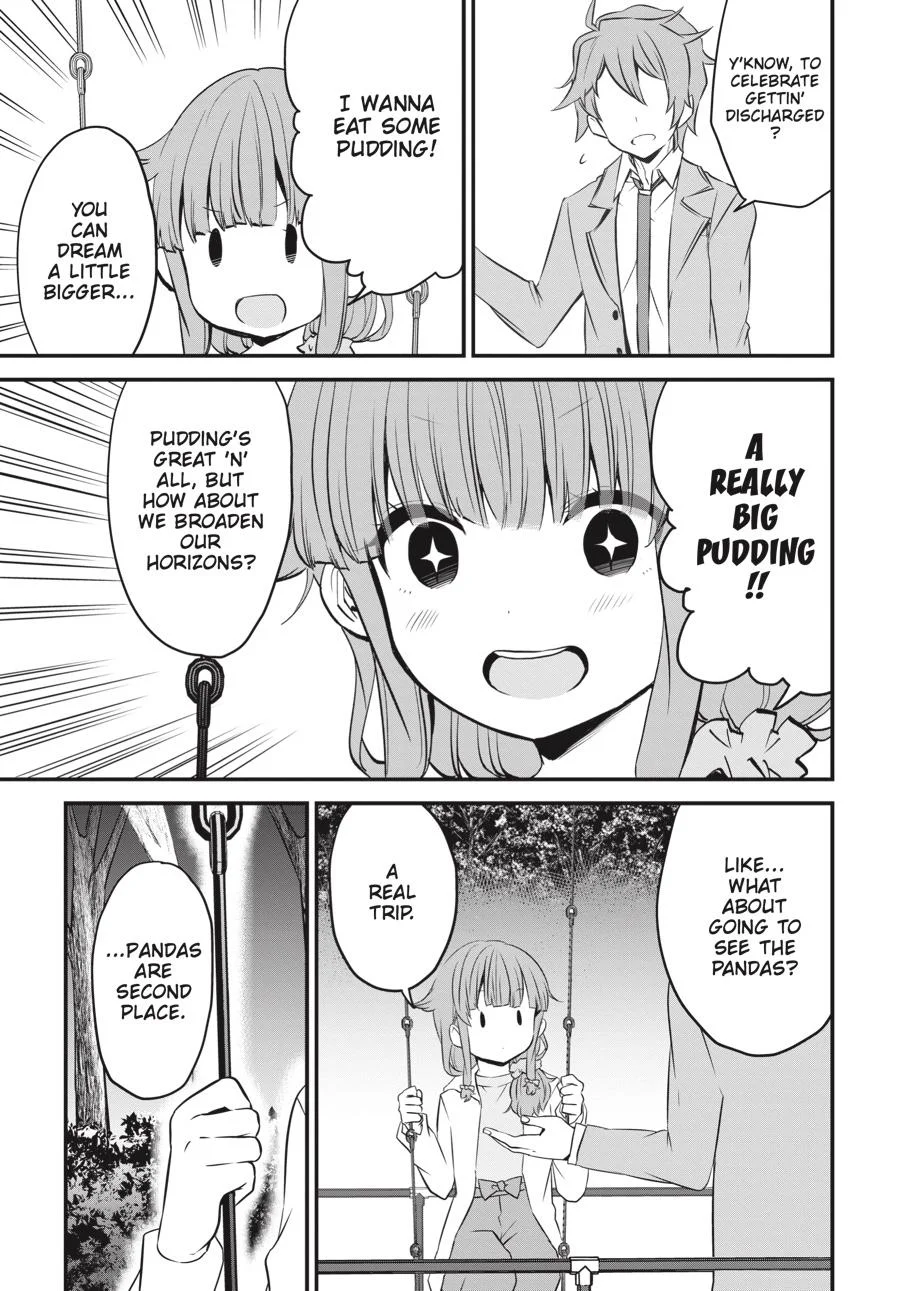 Y'KNOW, TO
CELEBRATE
GETTIN'
DISCHARGED
?
I WANNA
EAT SOME
PUDDING!
YOU
CAN
DREAM
A LITTLE
BIGGER...
A
REALLY
BIG
PUDDING
!!
PUDDING'S
GREAT 'N'
ALL, BUT
HOW ABOUT
WE BROADEN
OUR
HORIZONS?
LIKE...
WHAT
ABOUT
GOING TO
SEE THE
PANDAS?
A
REAL
TRIP.
...PANDAS
ARE
SECOND
PLACE.